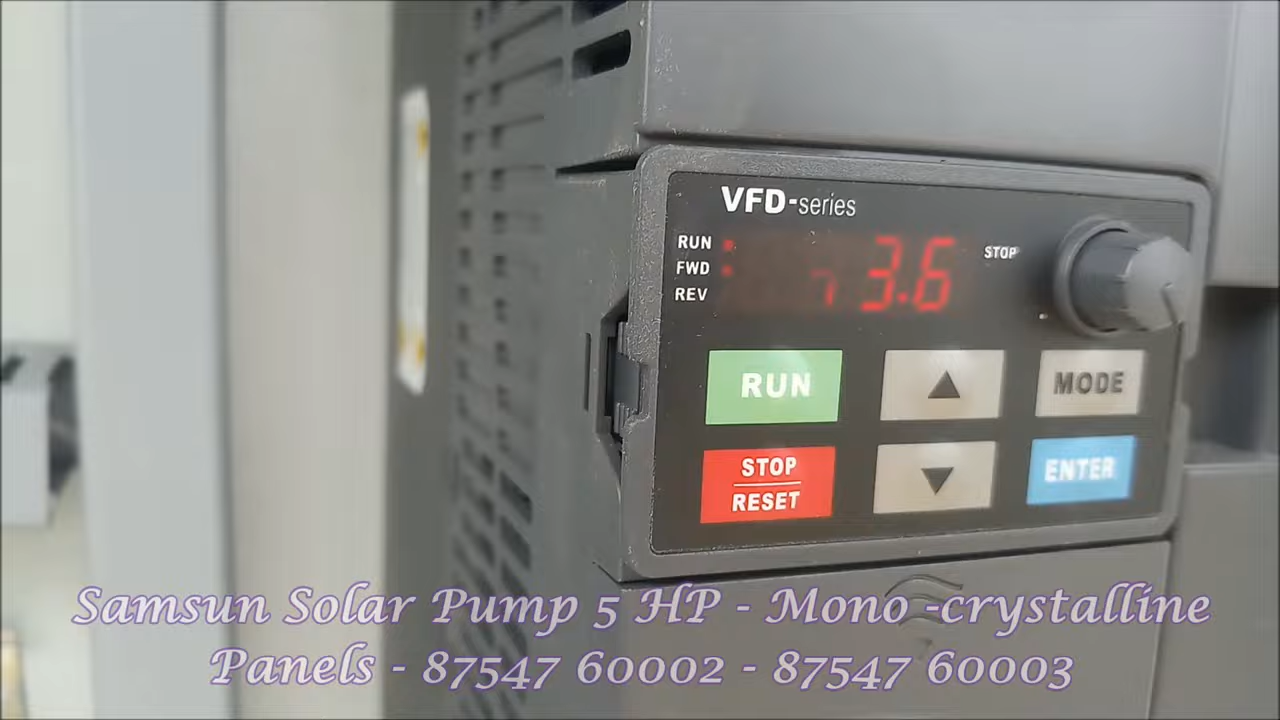 VFD-series
RUN
FWD
REV
3.6
STOP
RUN
MODE
STOP
RESET
ENTER
Samsun Solar Pump 5 HP - Mono -crystalline
Panels - 87547 60002 - 87547 60003